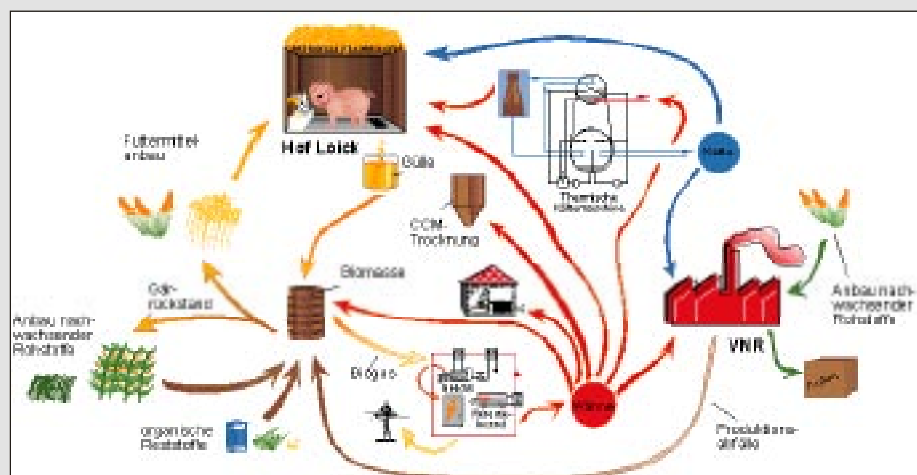 Futtermittel-
anbau
Hof Loick
Gülle
CCM-
Trocknung
Thermische
Kälte
Biomasse
Gär-
rückstand
Anbau nach-
wachsender
Rohstoffe
Anbau nach-
wachsender
Rohstoffe
VNR
Biogas
Wärme
organische
Reststoffe
Produktions-
abfälle